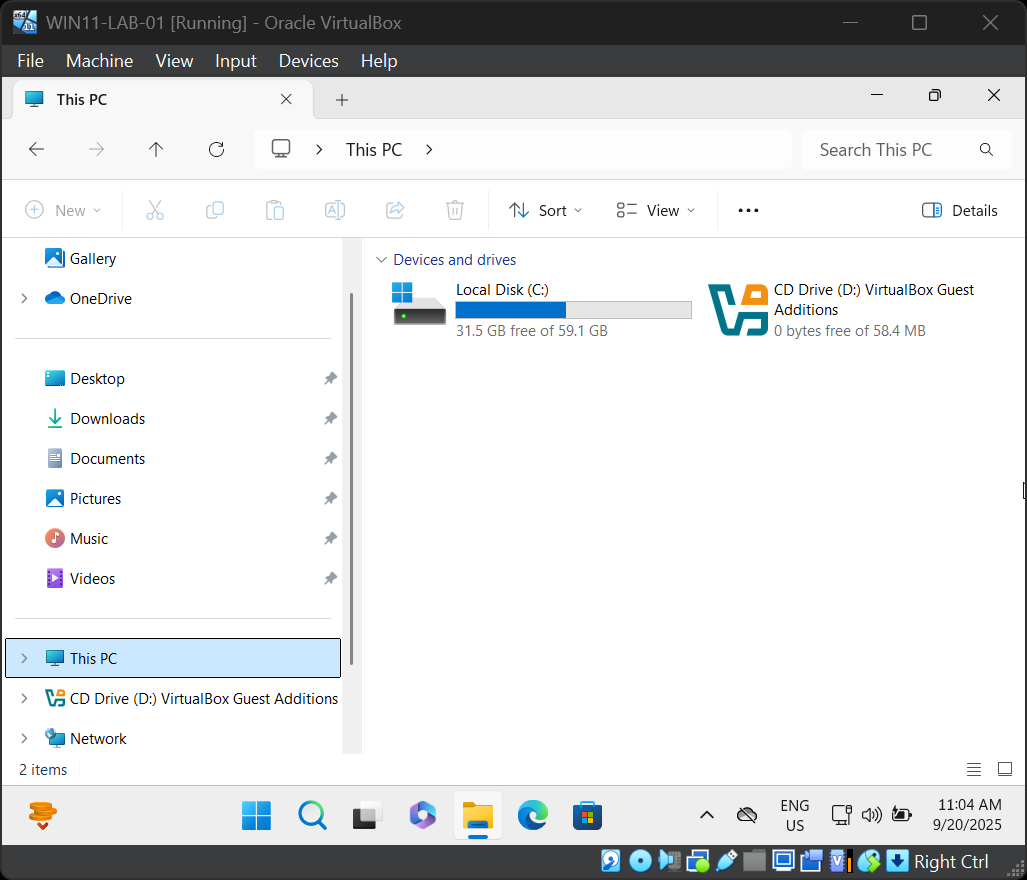 WIN11-LAB-01 [Running] - Oracle VirtualBox
File Machine View Input Devices Help
This PC
This PC
Search This PC
New
Sort
View
Details
Gallery
OneDrive
Desktop
Downloads
Documents
Pictures
Music
Videos
This PC
CD Drive (D:) VirtualBox Guest Additions
Network
Devices and drives
Local Disk (C:)
31.5 GB free of 59.1 GB
CD Drive (D:) VirtualBox Guest
Additions
0 bytes free of 58.4 MB
2 items
ENG
US
11:04 AM
9/20/2025
Right Ctrl